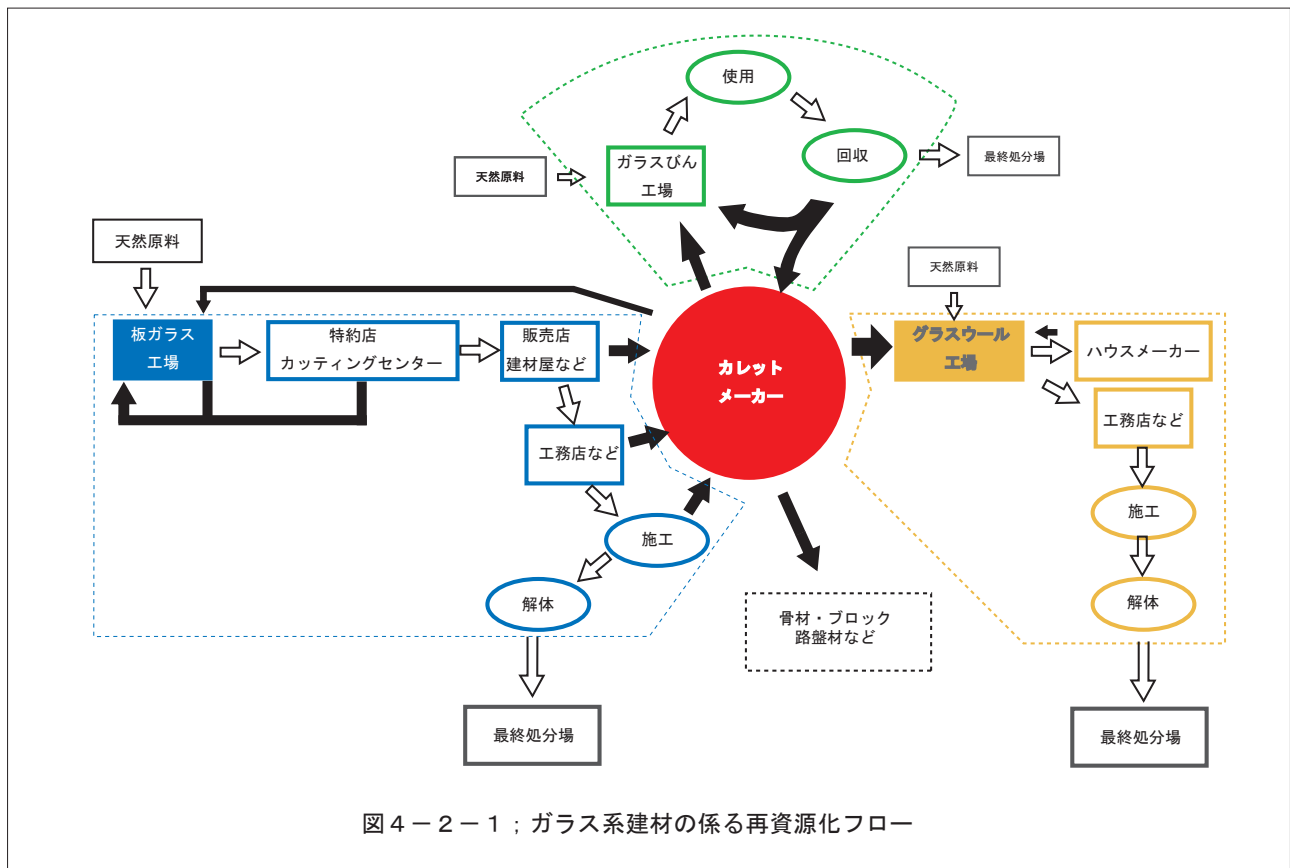 使用
回収
最終処分場
ガラスびん
工場
天然原料
天然原料
板ガラス
工場
特約店
カッティングセンター
販売店
建材屋など
工務店など
施工
解体
最終処分場
カレット
メーカー
骨材・ブロック
路盤材など
天然原料
グラスウール
工場
ハウスメーカー
工務店など
施工
解体
最終処分場
図4－2－1；ガラス系建材の係る再資源化フロー